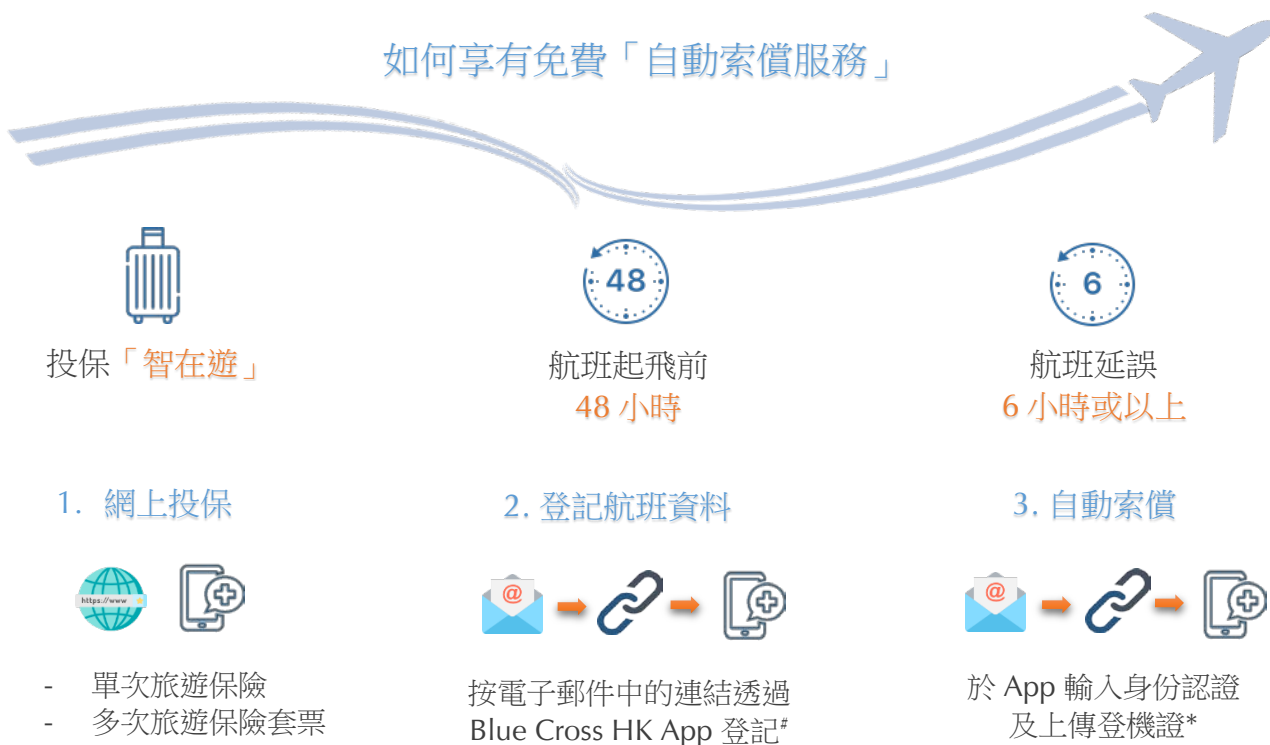 如何享有免費「自動索償服務」
48
6
投保「智在遊」
航班起飛前
48 小時
航班延誤
6 小時或以上
1. 網上投保
2. 登記航班資料
3. 自動索償
https://www
@
@
- 單次旅遊保險
- 多次旅遊保險套票
按電子郵件中的連結透過
Blue Cross HK App 登記#
於 App 輸入身份認證
及上傳登機證*